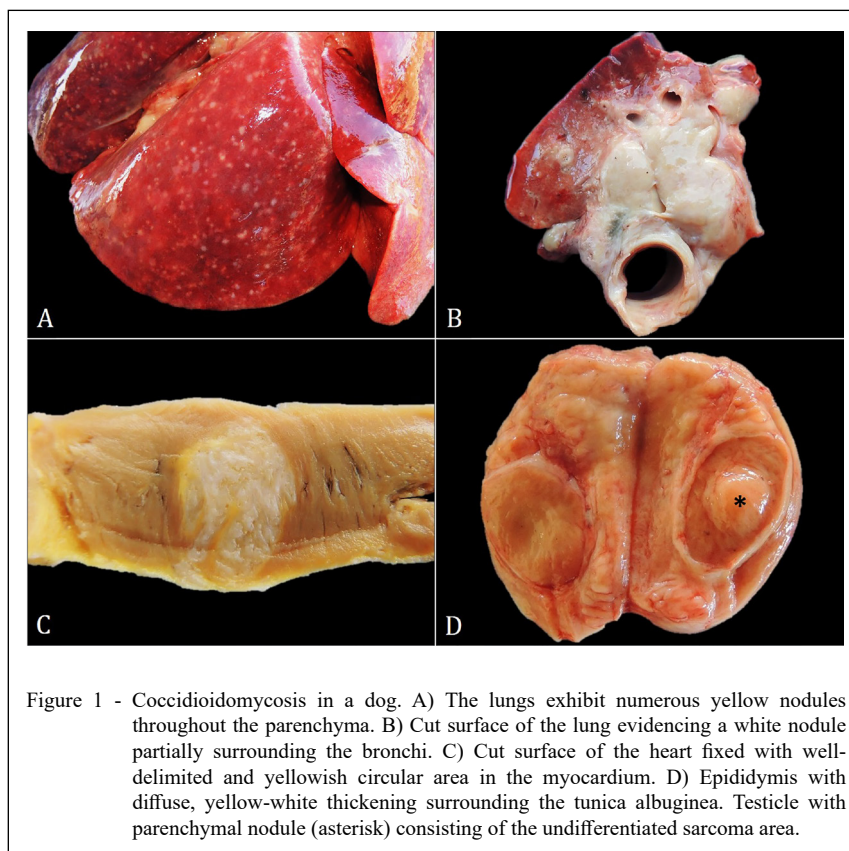 A
B
C
D
*
Figure 1 - Coccidioidomycosis in a dog. A) The lungs exhibit numerous yellow nodules
throughout the parenchyma. B) Cut surface of the lung evidencing a white nodule
partially surrounding the bronchi. C) Cut surface of the heart fixed with well-
delimited and yellowish circular area in the myocardium. D) Epididymis with
diffuse, yellow-white thickening surrounding the tunica albuginea. Testicle with
parenchymal nodule (asterisk) consisting of the undifferentiated sarcoma area.